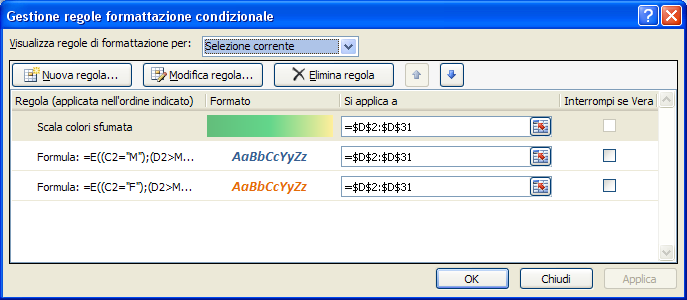 Gestione regole formattazione condizionale
Visualizza regole di formattazione per: Selezione corrente
Nuova regola... Modifica regola... Elimina regola
Regola (applicata nell'ordine indicato) Formato Si applica a Interrompi se Vera
Scala colori sfumata =$D$2:$D$31
Formula: =E((C2="M");(D2>M... AaBbCcYyZz =$D$2:$D$31
Formula: =E((C2="F");(D2>M... AaBbCcYyZz =$D$2:$D$31
OK Chiudi Applica